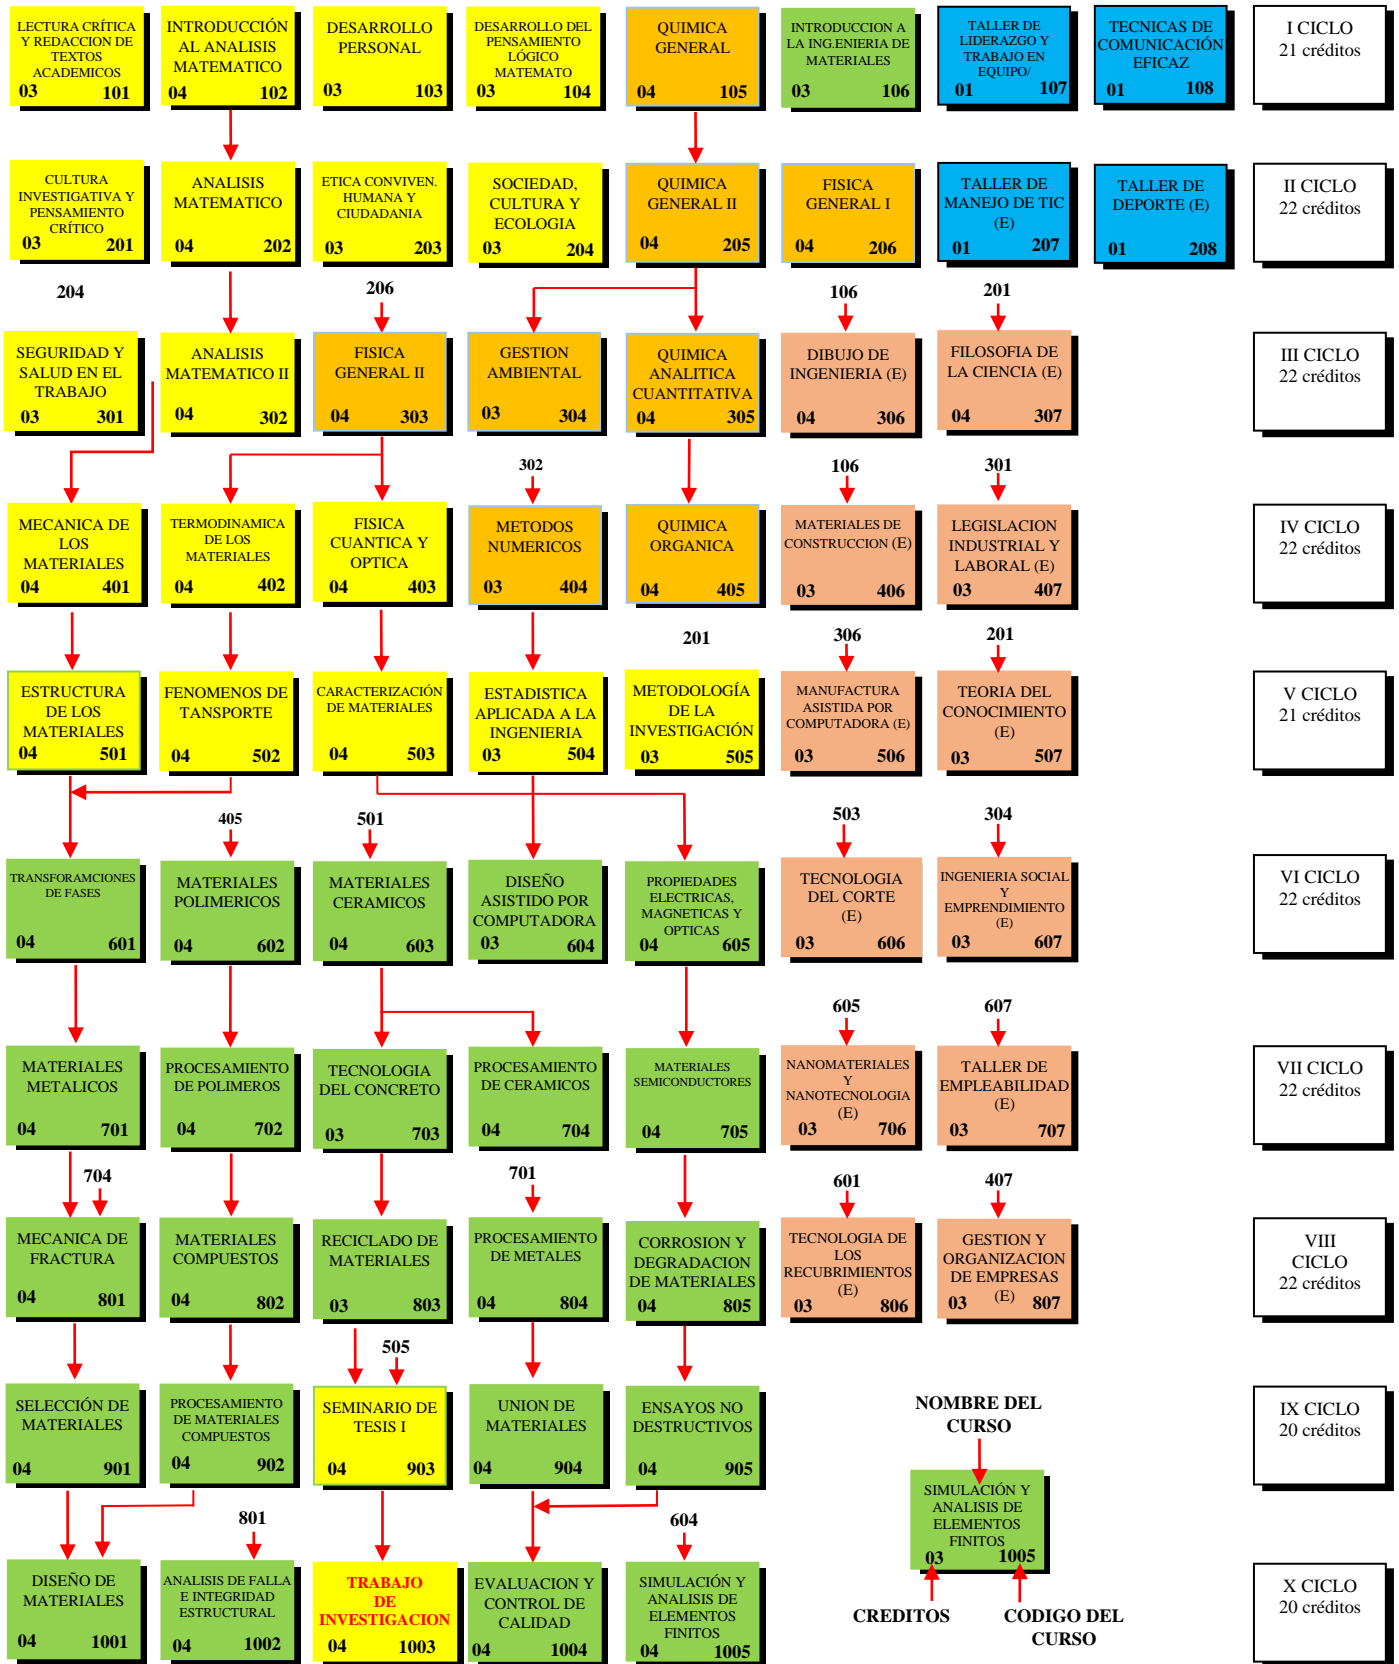 LECTURA CRÍTICA
Y REDACCION DE
TEXTOS
ACADEMICOS
03 101
INTRODUCCIÓN
AL ANALISIS
MATEMATICO
04 102
DESARROLLO
PERSONAL
03 103
DESARROLLO DEL
PENSAMIENTO
LÓGICO
MATEMATO
03 104
QUIMICA
GENERAL
04 105
INTRODUCCION A
LA ING.ENIERIA DE
MATERIALES
03 106
TALLER DE
LIDERAZGO Y
TRABAJO EN
EQUIPO/
01 107
TECNICAS DE
COMUNICACIÓN
EFICAZ
01 108
I CICLO
21 créditos
CULTURA
INVESTIGATIVA Y
PENSAMIENTO
CRÍTICO
03 201
ANALISIS
MATEMATICO
04 202
ETICA CONVIVEN.
HUMANA Y
CIUDADANIA
03 203
SOCIEDAD,
CULTURA Y
ECOLOGIA
03 204
QUIMICA
GENERAL II
04 205
FISICA
GENERAL I
04 206
TALLER DE
MANEJO DE TIC
(E)
01 207
TALLER DE
DEPORTE (E)
01 208
II CICLO
22 créditos
204
206
106
201
SEGURIDAD Y
SALUD EN EL
TRABAJO
03 301
ANALISIS
MATEMATICO II
04 302
FISICA
GENERAL II
04 303
GESTION
AMBIENTAL
03 304
QUIMICA
ANALITICA
CUANTITATIVA
04 305
DIBUJO DE
INGENIERIA (E)
04 306
FILOSOFIA DE
LA CIENCIA (E)
04 307
III CICLO
22 créditos
302
106
301
MECANICA DE
LOS
MATERIALES
04 401
TERMODINAMICA
DE LOS
MATERIALES
04 402
FISICA
CUANTICA Y
OPTICA
04 403
METODOS
NUMERICOS
03 404
QUIMICA
ORGANICA
04 405
MATERIALES DE
CONSTRUCCION (E)
03 406
LEGISLACION
INDUSTRIAL Y
LABORAL (E)
03 407
IV CICLO
22 créditos
201
306
201
ESTRUCTURA
DE LOS
MATERIALES
04 501
FENOMENOS DE
TANSPORTE
04 502
CARACTERIZACIÓN
DE MATERIALES
04 503
ESTADISTICA
APLICADA A LA
INGENIERIA
03 504
METODOLOGÍA
DE LA
INVESTIGACIÓN
03 505
MANUFACTURA
ASISTIDA POR
COMPUTADORA (E)
03 506
TEORIA DEL
CONOCIMIENTO
(E)
03 507
V CICLO
21 créditos
405
501
503
304
TRANSFORAMCIONES
DE FASES
04 601
MATERIALES
POLIMERICOS
04 602
MATERIALES
CERAMICOS
04 603
DISEÑO
ASISTIDO POR
COMPUTADORA
03 604
PROPIEDADES
ELECTRICAS,
MAGNETICAS Y
OPTICAS
04 605
TECNOLOGIA
DEL CORTE
(E)
03 606
INGENIERIA SOCIAL
Y
EMPRENDIMIENTO
(E)
03 607
VI CICLO
22 créditos
605
607
MATERIALES
METALICOS
04 701
PROCESAMIENTO
DE POLIMEROS
04 702
TECNOLOGIA
DEL CONCRETO
03 703
PROCESAMIENTO
DE CERAMICOS
04 704
MATERIALES
SEMICONDUCTORES
04 705
NANOMATERIALES
Y
NANOTECNOLOGIA
(E)
03 706
TALLER DE
EMPLEABILIDAD
(E)
03 707
VII CICLO
22 créditos
704
701
601
407
MECANICA DE
FRACTURA
04 801
MATERIALES
COMPUESTOS
04 802
RECICLADO DE
MATERIALES
03 803
PROCESAMIENTO
DE METALES
04 804
CORROSION Y
DEGRADACION
DE MATERIALES
04 805
TECNOLOGIA DE
LOS
RECUBRIMIENTOS
(E)
03 806
GESTION Y
ORGANIZACION
DE EMPRESAS
(E)
03 807
VIII
CICLO
22 créditos
505
SELECCIÓN DE
MATERIALES
04 901
PROCESAMIENTO
DE MATERIALES
COMPUESTOS
04 902
SEMINARIO DE
TESIS I
04 903
UNION DE
MATERIALES
04 904
ENSAYOS NO
DESTRUCTIVOS
04 905
NOMBRE DEL
CURSO
SIMULACIÓN Y
ANALISIS DE
ELEMENTOS
FINITOS
03 1005
CREDITOS
CODIGO DEL
CURSO
IX CICLO
20 créditos
801
604
DISEÑO DE
MATERIALES
04 1001
ANALISIS DE FALLA
E INTEGRIDAD
ESTRUCTURAL
04 1002
TRABAJO
DE
INVESTIGACION
04 1003
EVALUACION Y
CONTROL DE
CALIDAD
04 1004
SIMULACIÓN Y
ANALISIS DE
ELEMENTOS
FINITOS
04 1005
X CICLO
20 créditos